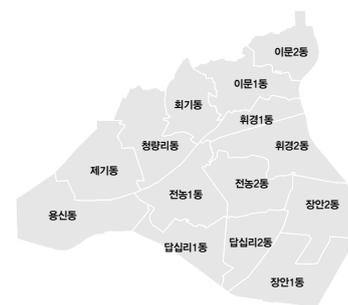 이문2동
이문1동
회기동
휘경1동
청량리동
휘경2동
제기동
전농2동
전농1동
장안2동
용신동
답십리1동
답십리2동
장안1동